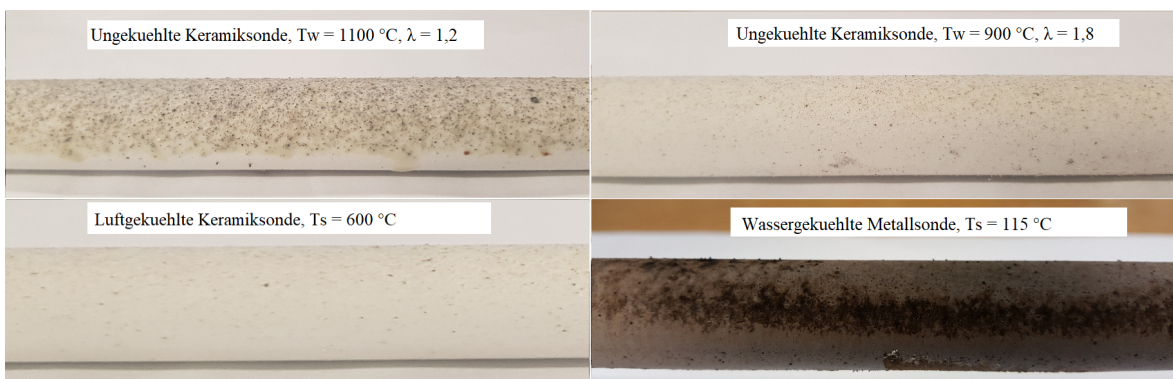 Ungekuehlte Keramiksonde, Tw = 1100 °C, λ = 1,2
Ungekuehlte Keramiksonde, Tw = 900 °C, λ = 1,8
Luftgekuehlte Keramiksonde, Ts = 600 °C
Wassergekuehlte Metallsonde, Ts = 115 °C